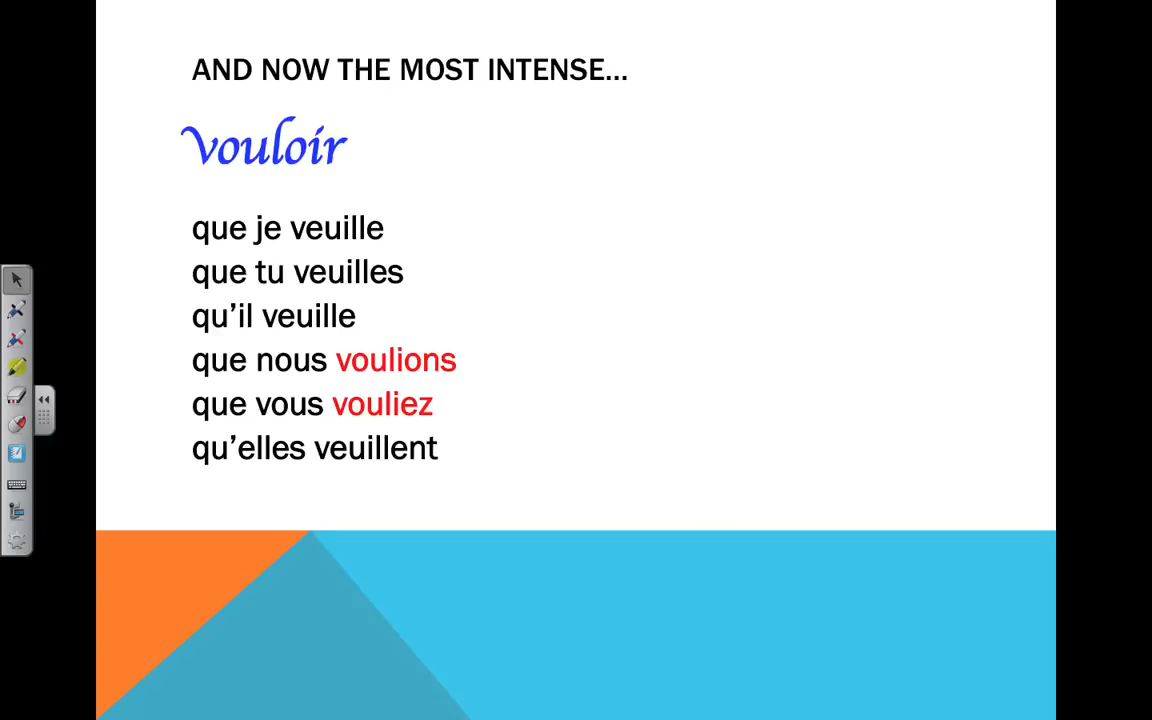 AND NOW THE MOST INTENSE...
vouloir
que je veuille
que tu veuilles
qu’il veuille
que nous voulions
que vous vouliez
qu’elles veuillent